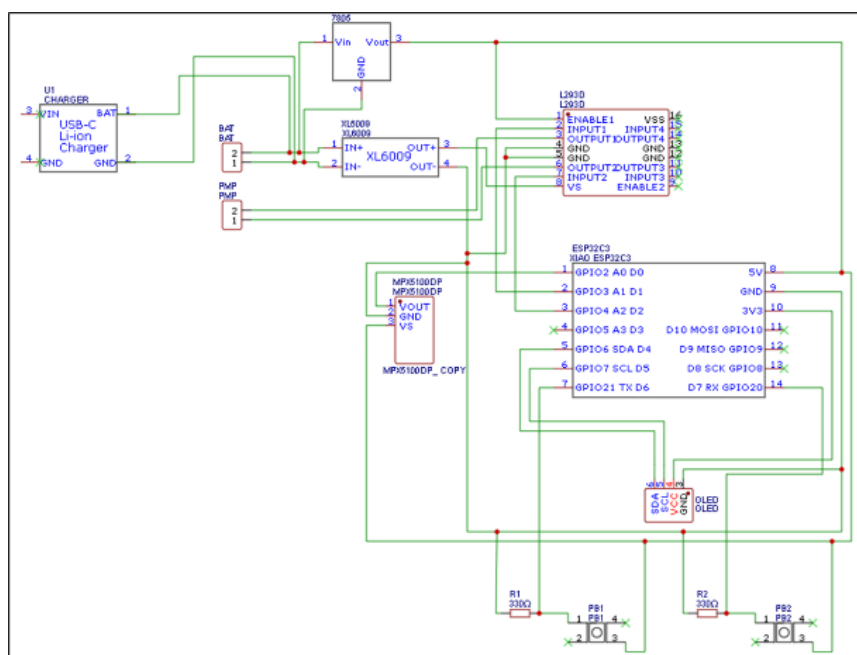 7805
1 Vin Vout 3
GND
2
U1
CHARGER
3 VIN BAT 1
USB-C
Li-ion
Charger
4 GND GND 2
BAT
BAT
2
1
XL6009
XL6009
1 IN+ OUT+ 3
XL6009
2 IN- OUT- 4
PMP
PMP
2
1
L293D
L293D
1 ENABLE1 VSS 16
2 INPUT1 INPUT4
3 OUTPUT1 OUTPUT4
4 GND GND 13
5 GND GND 12
6 OUTPUT2 OUTPUT3
7 INPUT2 INPUT3
8 VS ENABLE2
MPX5100DP
MPX5100DP
1 VOUT
2 GND
3 VS
MPX5100DP_COPY
ESP32C3
XIAO ESP32C3
1 GPIO2 A0 D0 5V 8
2 GPIO3 A1 D1 GND 9
3 GPIO4 A2 D2 3V3 10
4 GPIO5 A3 D3 D10 MOSI GPIO10 11
5 GPIO6 SDA D4 D9 MISO GPIO9 12
6 GPIO7 SCL D5 D8 SCK GPIO8 13
7 GPIO21 TX D6 D7 RX GPIO20 14
6 5 4 3
SDA SCL VCC GND
OLED
OLED
R1
330Ω
PB1
PB1
1 4
2 3
R2
330Ω
PB2
PB2
1 4
2 3